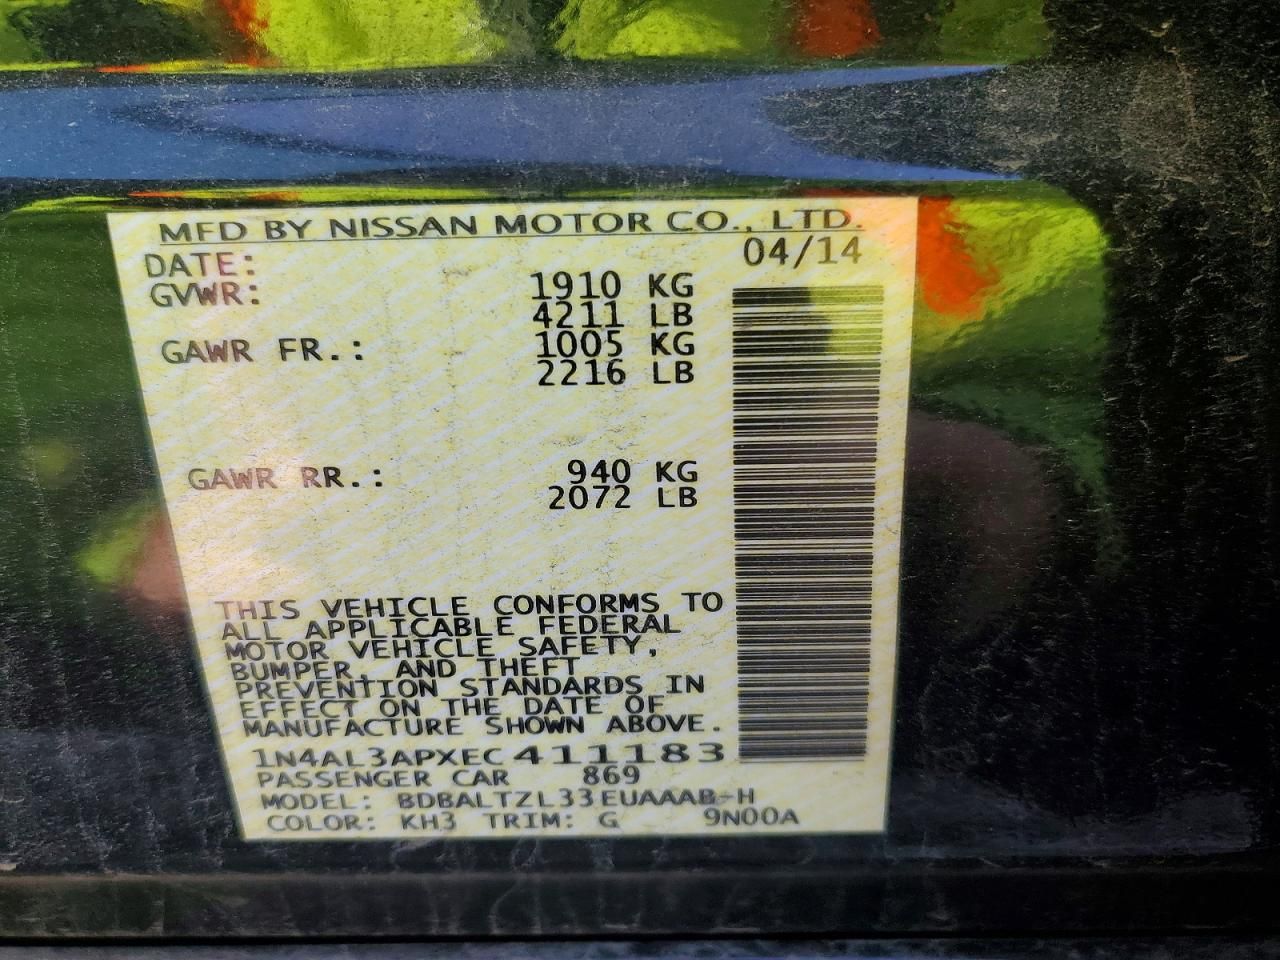 MFD BY NISSAN MOTOR CO., LTD.
DATE: 04/14
GVWR: 1910 KG
4211 LB
GAWR FR.: 1005 KG
2216 LB
GAWR RR.: 940 KG
2072 LB
THIS VEHICLE CONFORMS TO
ALL APPLICABLE FEDERAL
MOTOR VEHICLE SAFETY,
BUMPER, AND THEFT
PREVENTION STANDARDS IN
EFFECT ON THE DATE OF
MANUFACTURE SHOWN ABOVE.
1N4AL3APXEC411183
PASSENGER CAR 869
MODEL: BDBALTZL33EUAAAB-H
COLOR: KH3 TRIM: G 9N00A